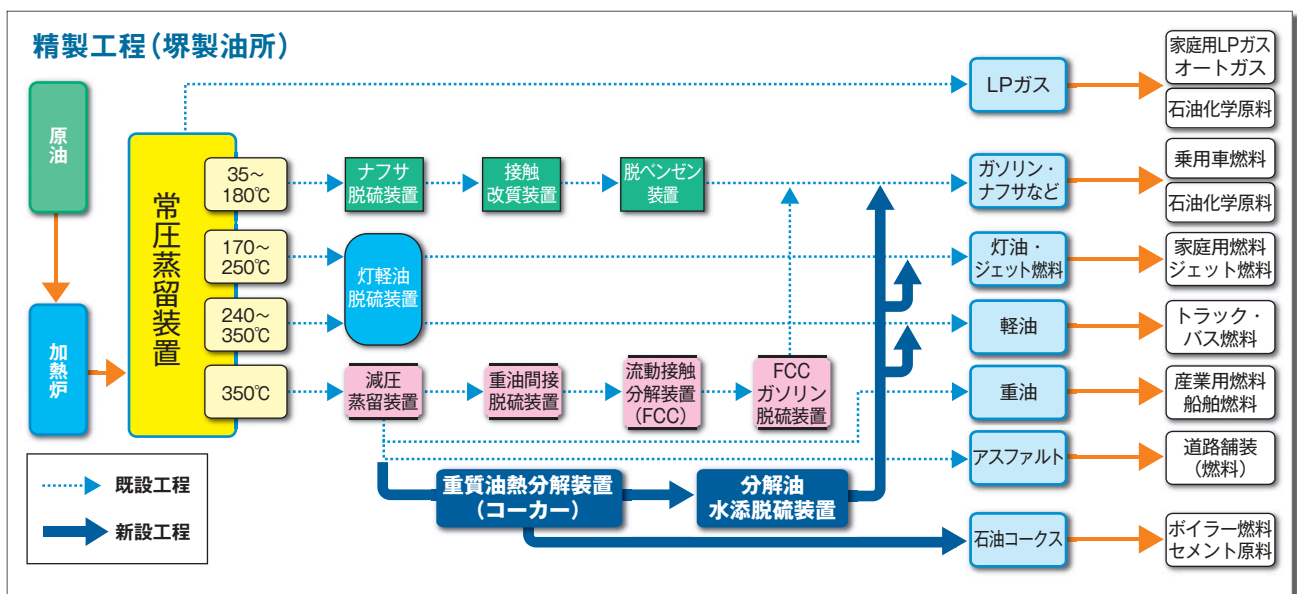 精製工程（堺製油所）
原油
加熱炉
常圧蒸留装置
35～
180℃
170～
250℃
240～
350℃
350℃
ナフサ
脱硫装置
接触
改質装置
脱ベンゼン
装置
灯軽油
脱硫装置
減圧
蒸留装置
重油間接
脱硫装置
流動接触
分解装置
（FCC）
FCC
ガソリン
脱硫装置
重質油熱分解装置
（コーカー）
分解油
水添脱硫装置
LPガス
ガソリン・
ナフサなど
灯油・
ジェット燃料
軽油
重油
アスファルト
石油コークス
家庭用LPガス
オートガス
石油化学原料
乗用車燃料
石油化学原料
家庭用燃料
ジェット燃料
トラック・
バス燃料
産業用燃料
船舶燃料
道路舗装
（燃料）
ボイラー燃料
セメント原料
既設工程
新設工程